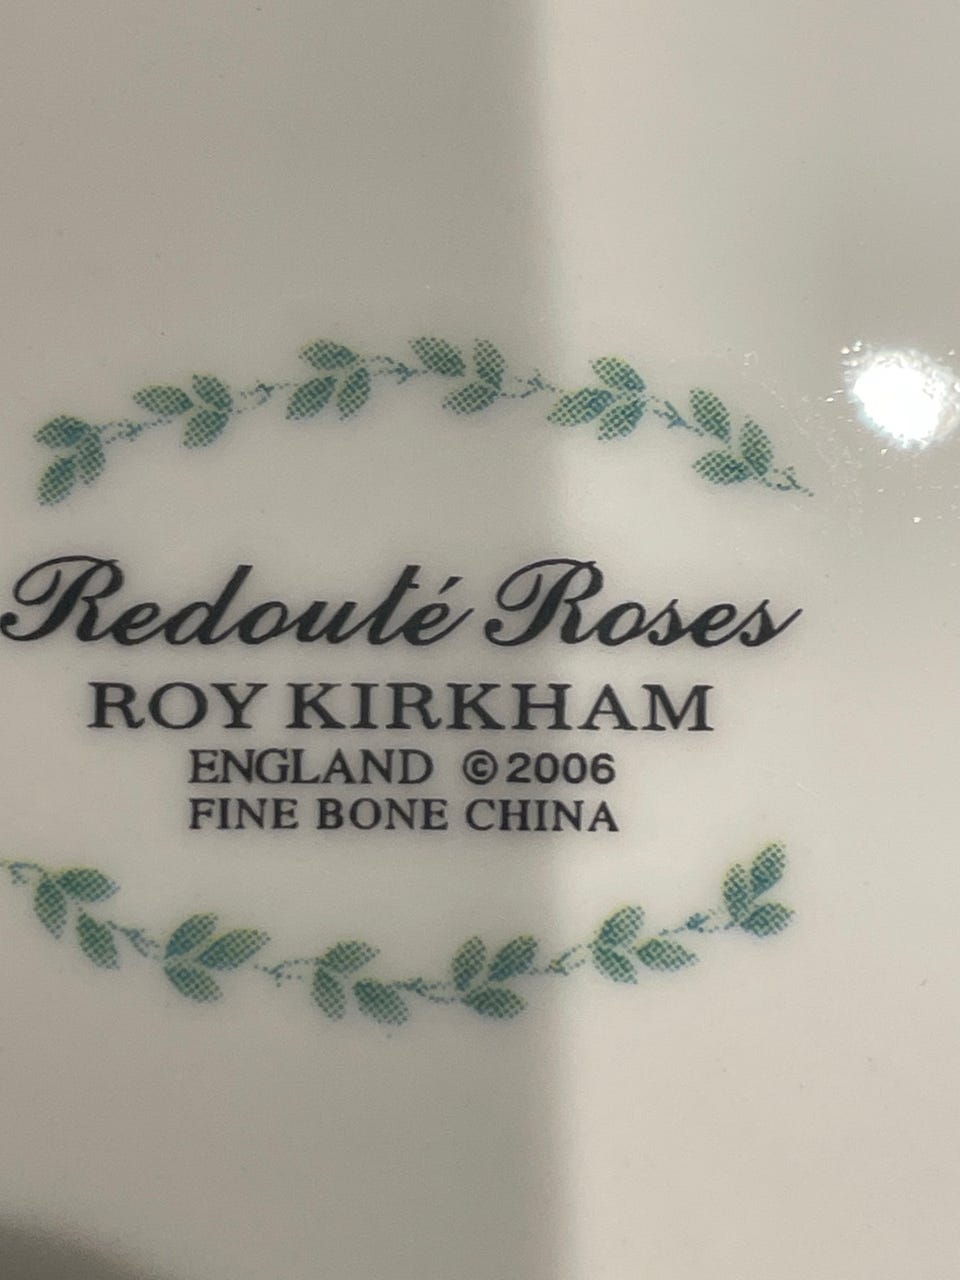 Redouté Roses
ROY KIRKHAM
ENGLAND ©2006
FINE BONE CHINA